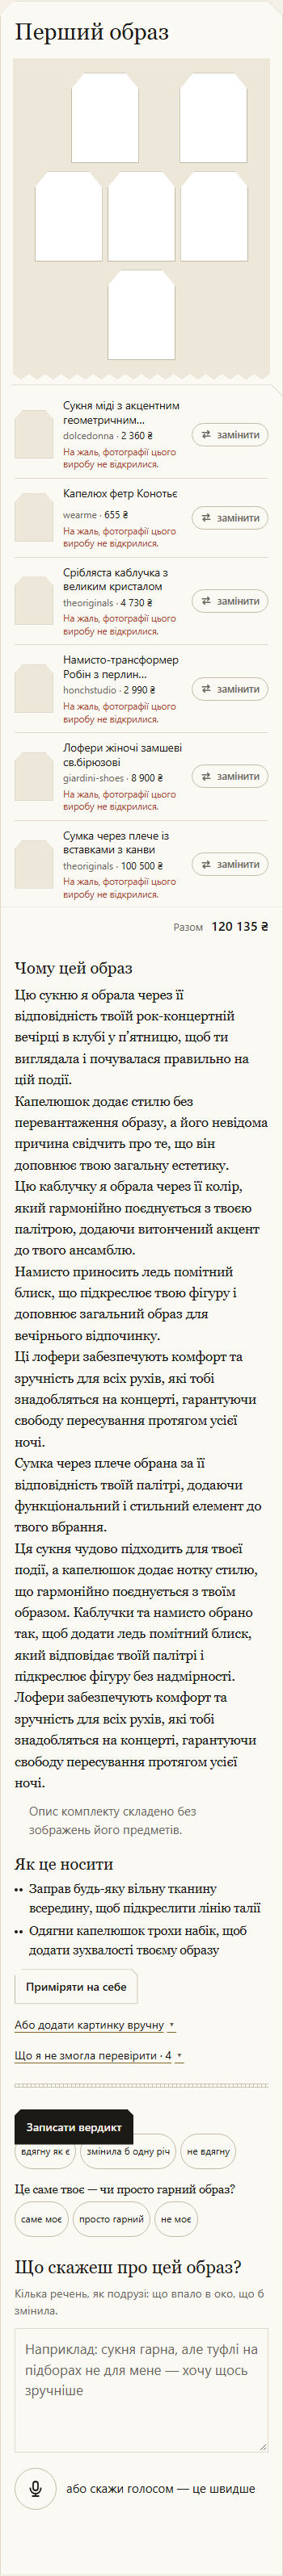 Перший образ
Сукня міді з акцентним
геометричним...
dolcedonna · 2 360 ₴
На жаль, фотографії цього
виробу не відкрилися.
замінити
Капелюх фетр Конотьє
wearme · 655 ₴
На жаль, фотографії цього
виробу не відкрилися.
замінити
Срібляста каблучка з
великим кристалом
theoriginals · 4 730 ₴
На жаль, фотографії цього
виробу не відкрилися.
замінити
Намисто-трансформер
Робін з перлин...
honchstudio · 2 990 ₴
На жаль, фотографії цього
виробу не відкрилися.
замінити
Лофери жіночі замшеві
св.бірюзові
giardini-shoes · 8 900 ₴
На жаль, фотографії цього
виробу не відкрилися.
замінити
Сумка через плече із
вставками з канви
theoriginals · 100 500 ₴
На жаль, фотографії цього
виробу не відкрилися.
замінити
Разом 120 135 ₴
Чому цей образ
Цю сукню я обрала через її
відповідність твоїй рок-концертній
вечірці в клубі у п'ятницю, щоб ти
виглядала і почувалася правильно на
цій події.
Капелюшок додає стилю без
перевантаження образу, а його невідома
причина свідчить про те, що він
доповнює твою загальну естетику.
Цю каблучку я обрала через її колір,
який гармонійно поєднується з твоєю
палітрою, додаючи витончений акцент
до твого ансамблю.
Намисто приносить ледь помітний
блиск, що підкреслює твою фігуру і
доповнює загальний образ для
вечірнього відпочинку.
Ці лофери забезпечують комфорт та
зручність для всіх рухів, які тобі
знадобляться на концерті, гарантуючи
свободу пересування протягом усієї
ночі.
Сумка через плече обрана за її
відповідність твоїй палітрі, додаючи
функціональний і стильний елемент до
твого вбрання.
Ця сукня чудово підходить для твоєї
події, а капелюшок додає нотку стилю,
що гармонійно поєднується з твоїм
образом. Каблучки та намисто обрано
так, щоб додати ледь помітний блиск,
який відповідає твоїй палітрі і
підкреслює фігуру без надмірності.
Лофери забезпечують комфорт та
зручність для всіх рухів, які тобі
знадобляться на концерті, гарантуючи
свободу пересування протягом усієї
ночі.
Опис комплекту складено без
зображень його предметів.
Як це носити
Заправ будь-яку вільну тканину
всередину, щоб підкреслити лінію талії
Одягни капелюшок трохи набік, щоб
додати зухвалості твоєму образу
Приміряти на себе
Або додати картинку вручну
Що я не змогла перевірити · 4
Записати вердикт
вдягну як є
змінила б одну річ
не вдягну
Це саме твоє — чи просто гарний образ?
саме моє
просто гарний
не моє
Що скажеш про цей образ?
Кілька речень, як подрузі: що впало в око, що б
змінила.
Наприклад: сукня гарна, але туфлі на
підборах не для мене — хочу щось
зручніше
або скажи голосом — це швидше